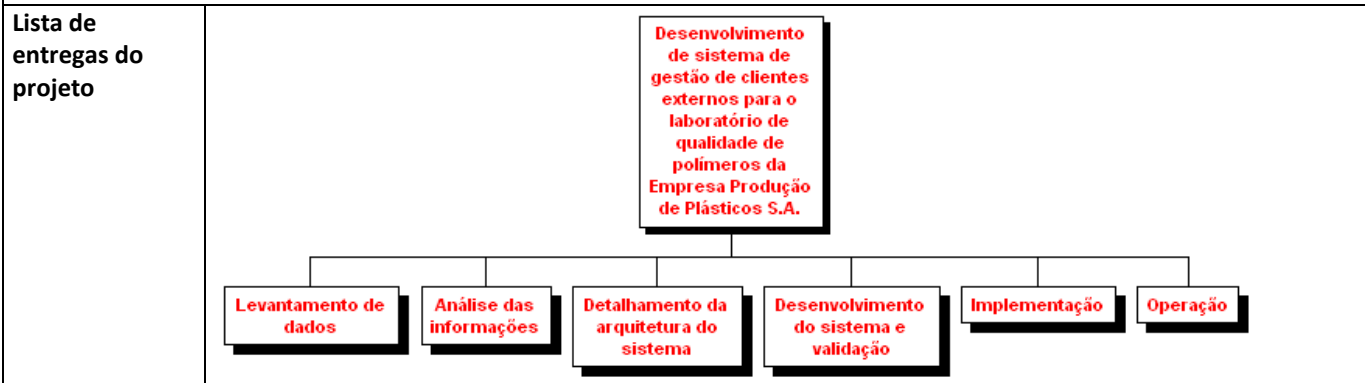 Lista de
entregas do
projeto
Desenvolvimento
de sistema de
gestão de clientes
externos para o
laboratório de
qualidade de
polímeros da
Empresa Produção
de Plásticos S.A.
Levantamento de
dados
Análise das
informações
Detalhamento da
arquitetura do
sistema
Desenvolvimento
do sistema e
validação
Implementação
Operação